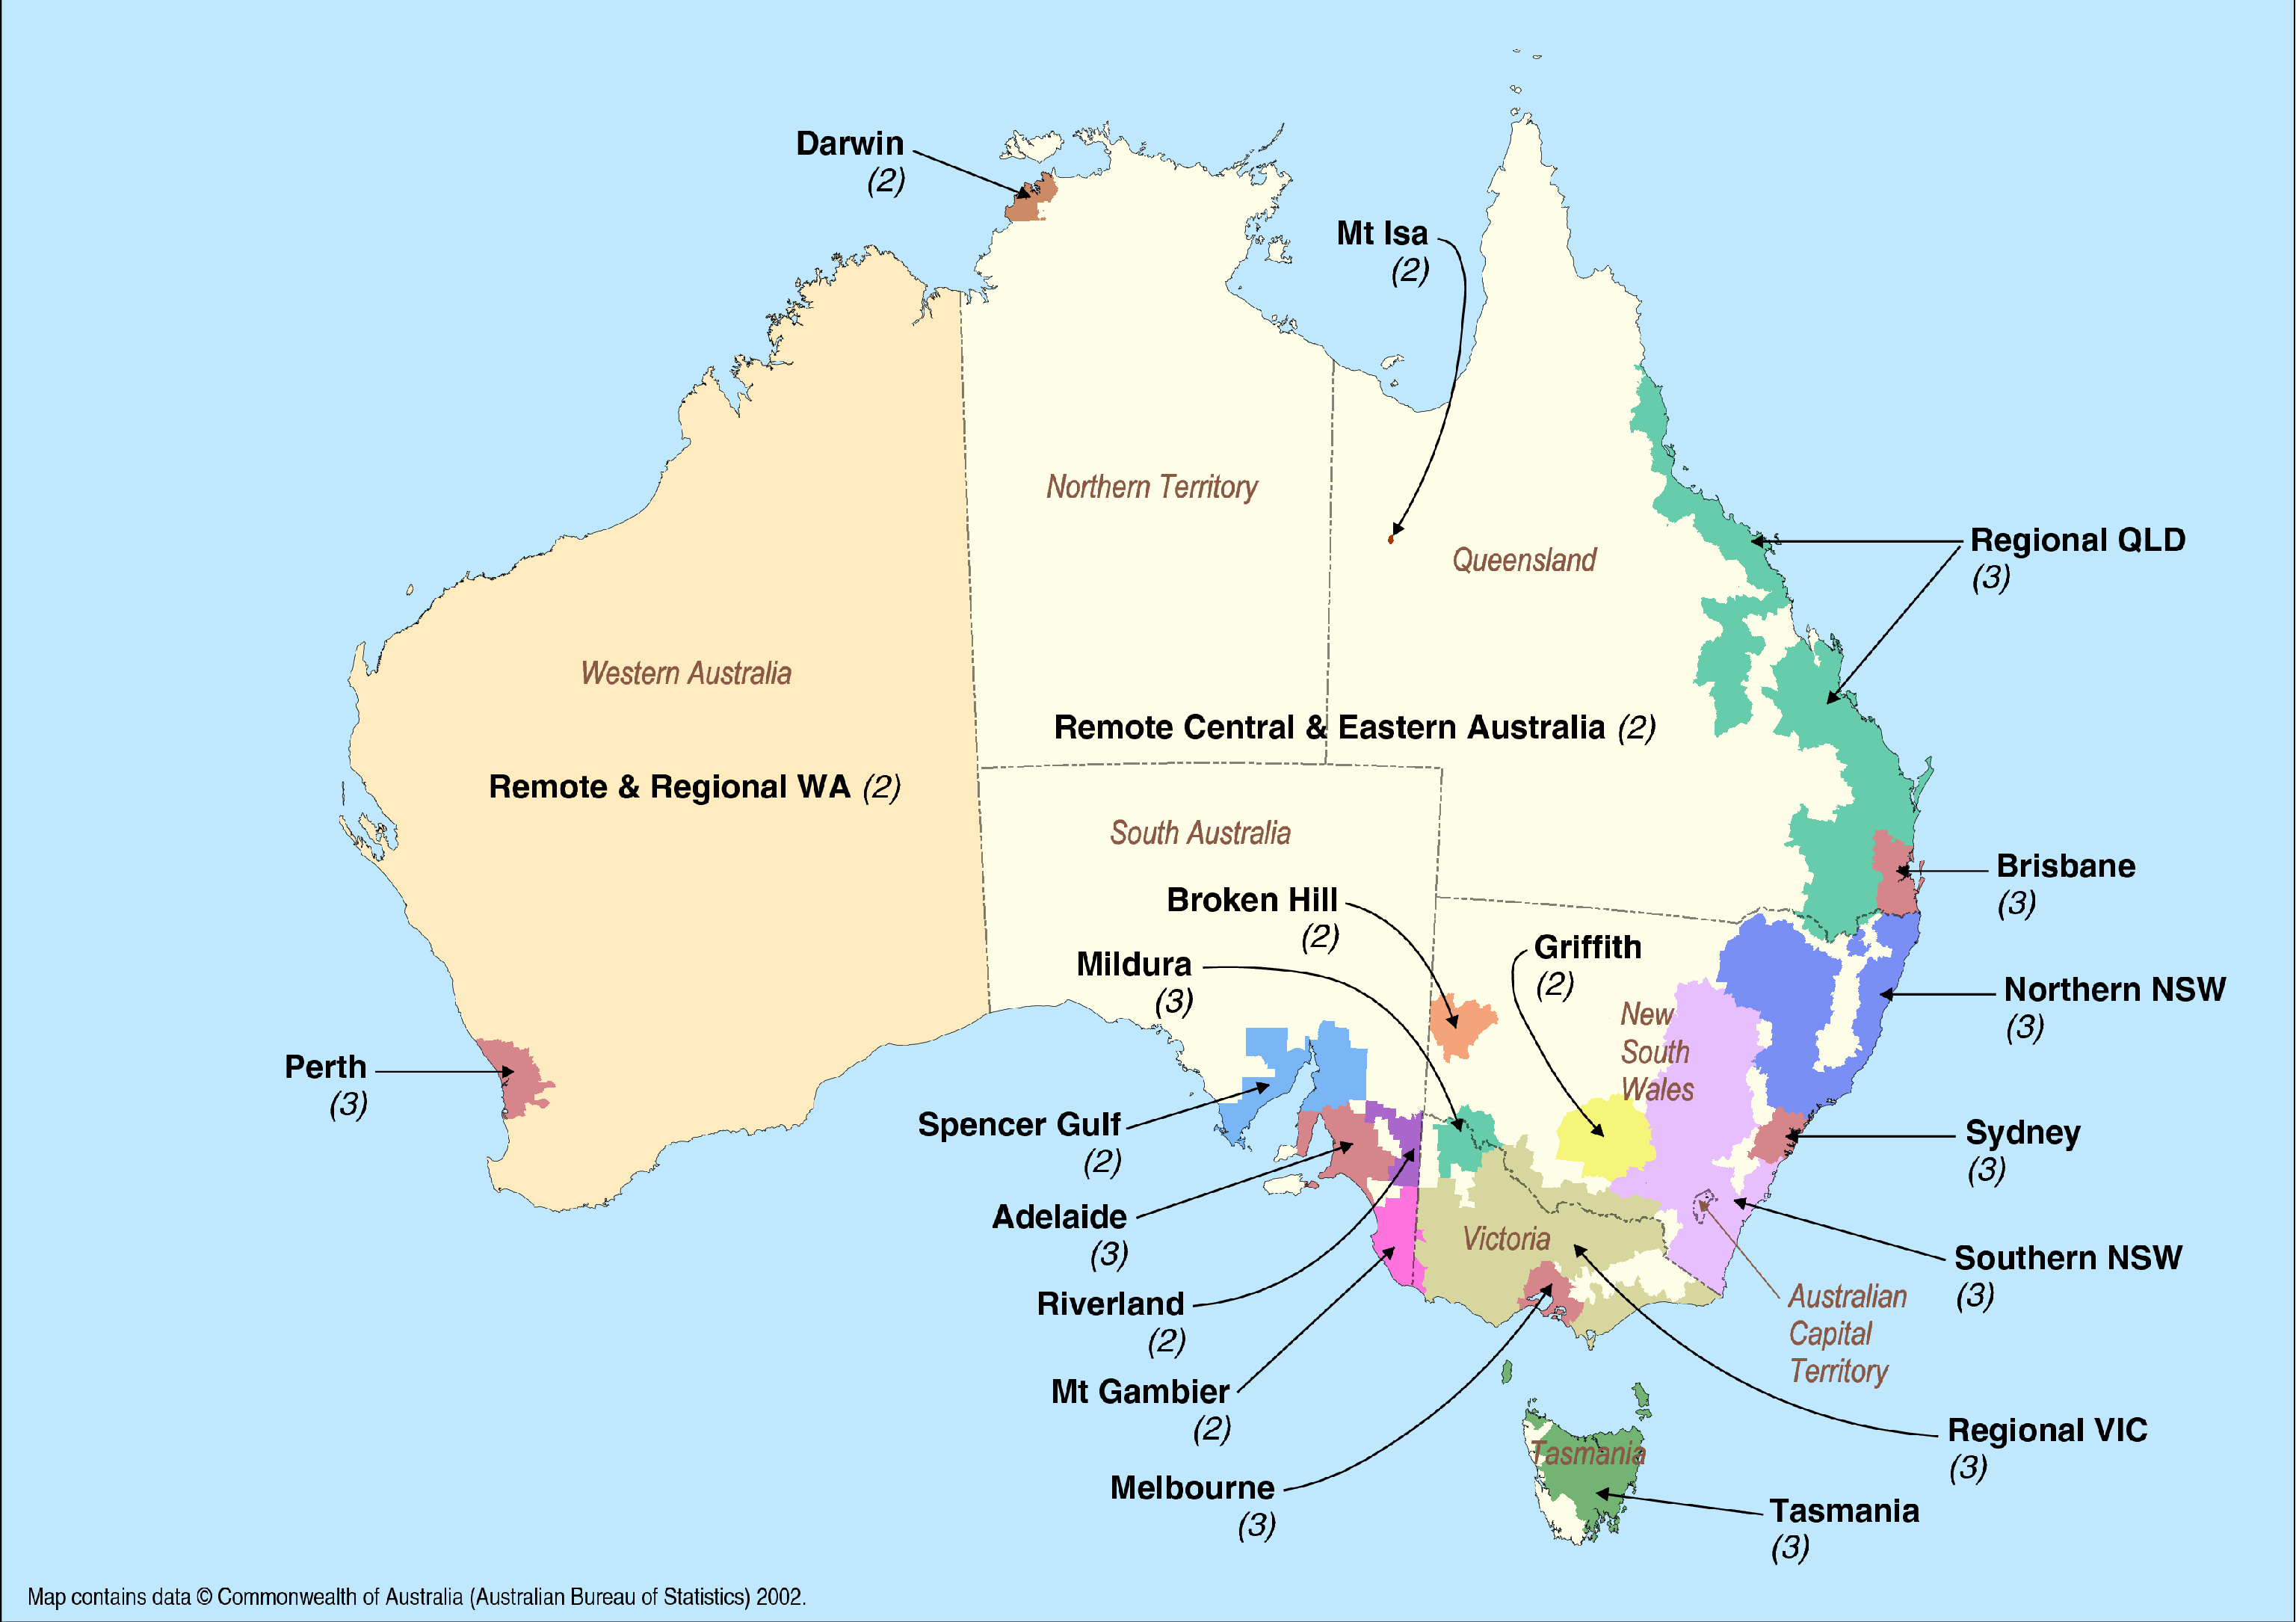 Darwin
(2)
Mt Isa
(2)
Northern Territory
Regional QLD
(3)
Queensland
Western Australia
Remote Central & Eastern Australia (2)
Remote & Regional WA (2)
South Australia
Brisbane
(3)
Broken Hill
(2)
Griffith
(2)
Mildura
(3)
Northern NSW
(3)
New
South
Wales
Perth
(3)
Spencer Gulf
(2)
Sydney
(3)
Adelaide
(3)
Victoria
Southern NSW
(3)
Riverland
(2)
Australian
Capital
Territory
Mt Gambier
(2)
Regional VIC
(3)
Tasmania
Melbourne
(3)
Tasmania
(3)
Map contains data © Commonwealth of Australia (Australian Bureau of Statistics) 2002.